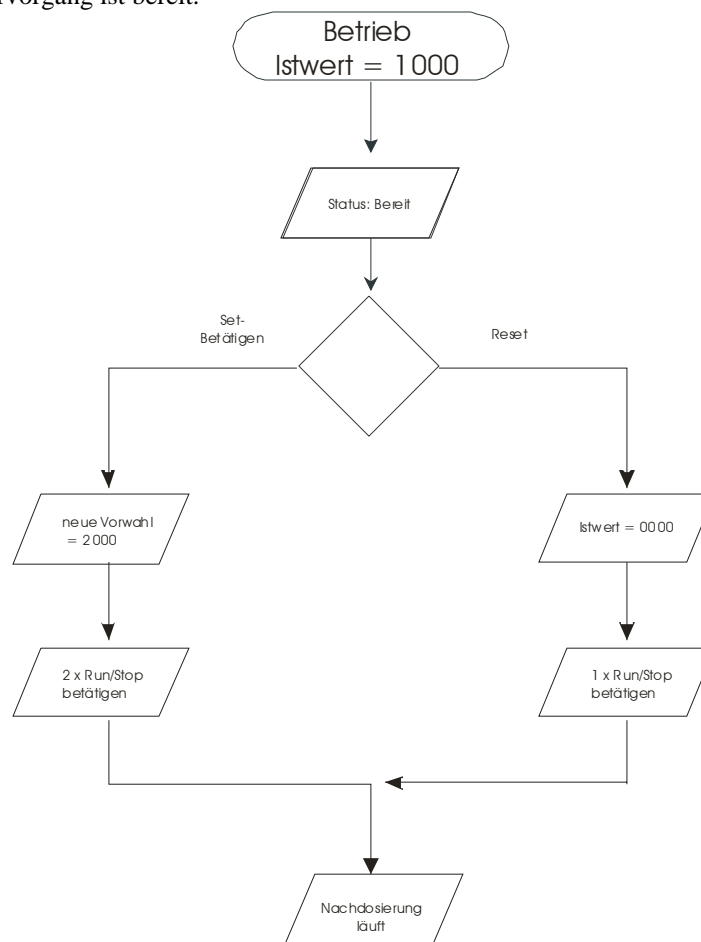 vorgang ist bereit.
Betrieb
Istwert = 1000
Status: Bereit
Set-
Betätigen
Reset
neue Vorwahl
= 2000
Istwert = 0000
2 x Run/Stop
betätigen
1 x Run/Stop
betätigen
Nachdosierung
läuft